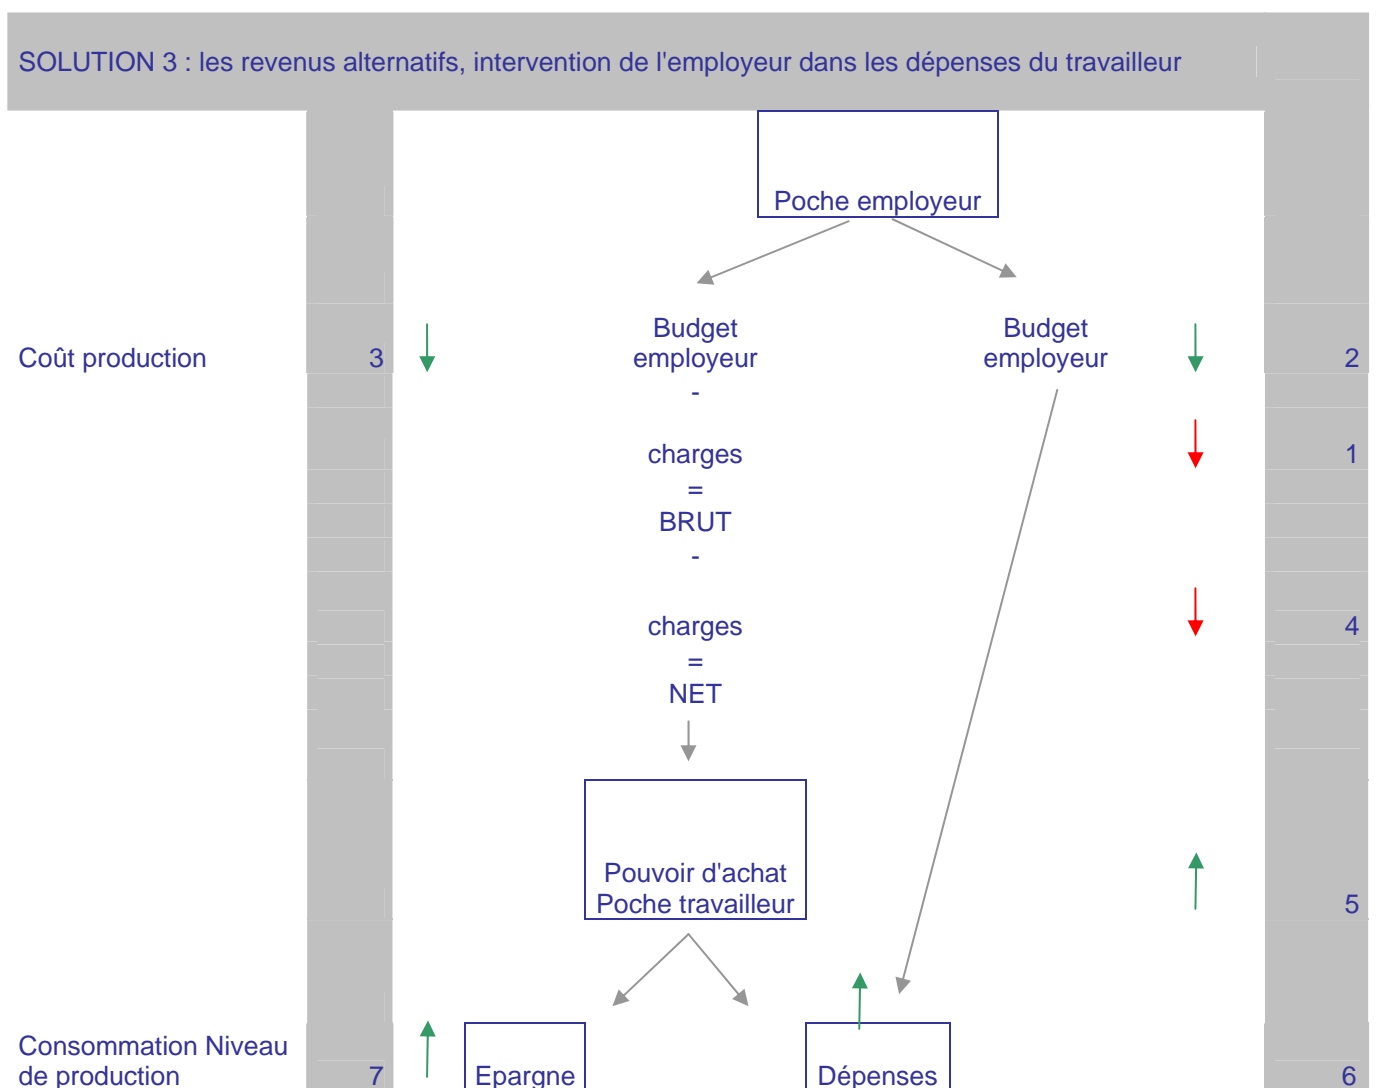 SOLUTION 3 : les revenus alternatifs, intervention de l'employeur dans les dépenses du travailleur
Poche employeur
Budget
employeur
Budget
employeur
Coût production
3
2
-
charges
1
=
BRUT
-
charges
4
=
NET
Pouvoir d'achat
Poche travailleur
5
Consommation Niveau
de production
7
Epargne
Dépenses
6